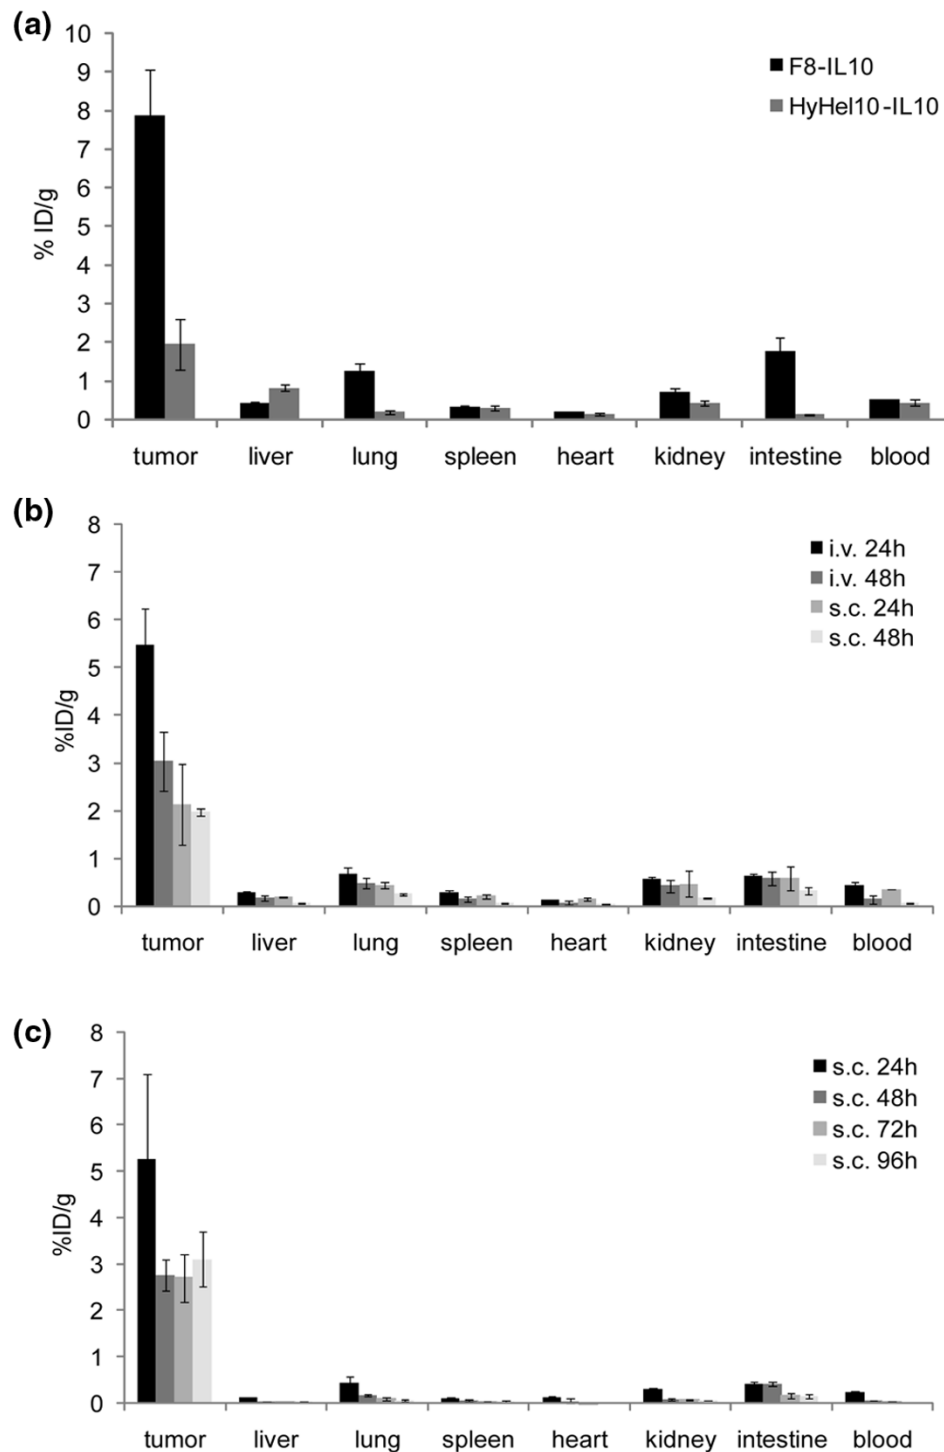 (a)
10
9
8
7
6
5
4
3
2
1
0
% ID/g
F8-IL10
HyHel10-IL10
tumor liver lung spleen heart kidney intestine blood
(b)
8
7
6
5
4
3
2
1
0
%ID/g
i.v. 24h
i.v. 48h
s.c. 24h
s.c. 48h
tumor liver lung spleen heart kidney intestine blood
(c)
8
7
6
5
4
3
2
1
0
%ID/g
s.c. 24h
s.c. 48h
s.c. 72h
s.c. 96h
tumor liver lung spleen heart kidney intestine blood